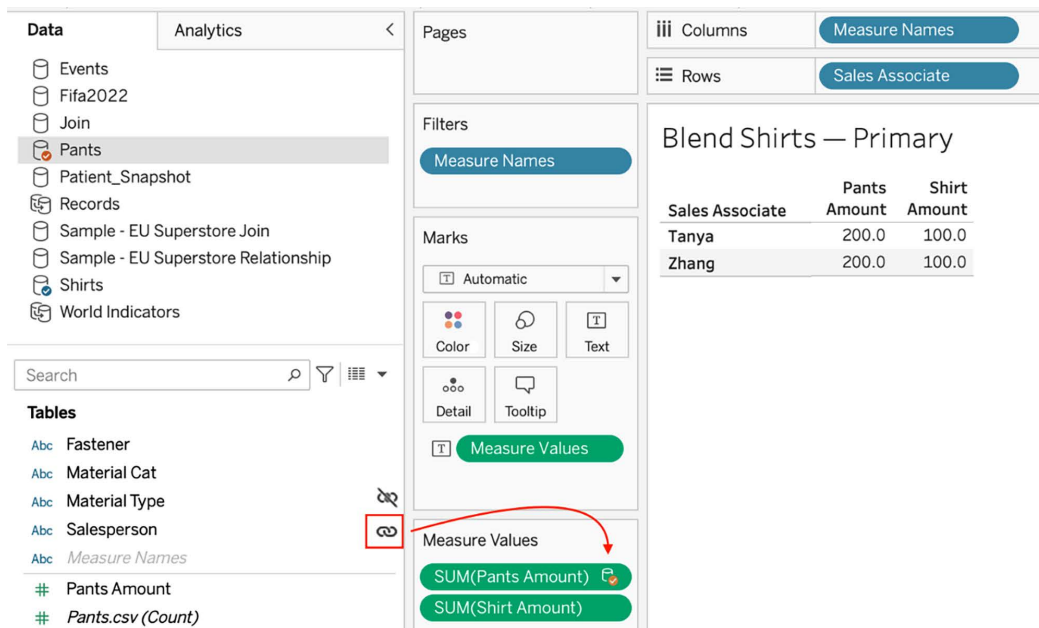 Data
Analytics
Events
Fifa2022
Join
Pants
Patient_Snapshot
Records
Sample - EU Superstore Join
Sample - EU Superstore Relationship
Shirts
World Indicators
Search
Tables
Abc Fastener
Abc Material Cat
Abc Material Type
Abc Salesperson
Abc Measure Names
# Pants Amount
# Pants.csv (Count)
Pages
Filters
Measure Names
Marks
T Automatic
Color Size Text
Detail Tooltip
T Measure Values
Measure Values
SUM(Pants Amount)
SUM(Shirt Amount)
Columns Measure Names
Rows Sales Associate
Blend Shirts — Primary
Pants Shirt
Sales Associate Amount Amount
Tanya 200.0 100.0
Zhang 200.0 100.0